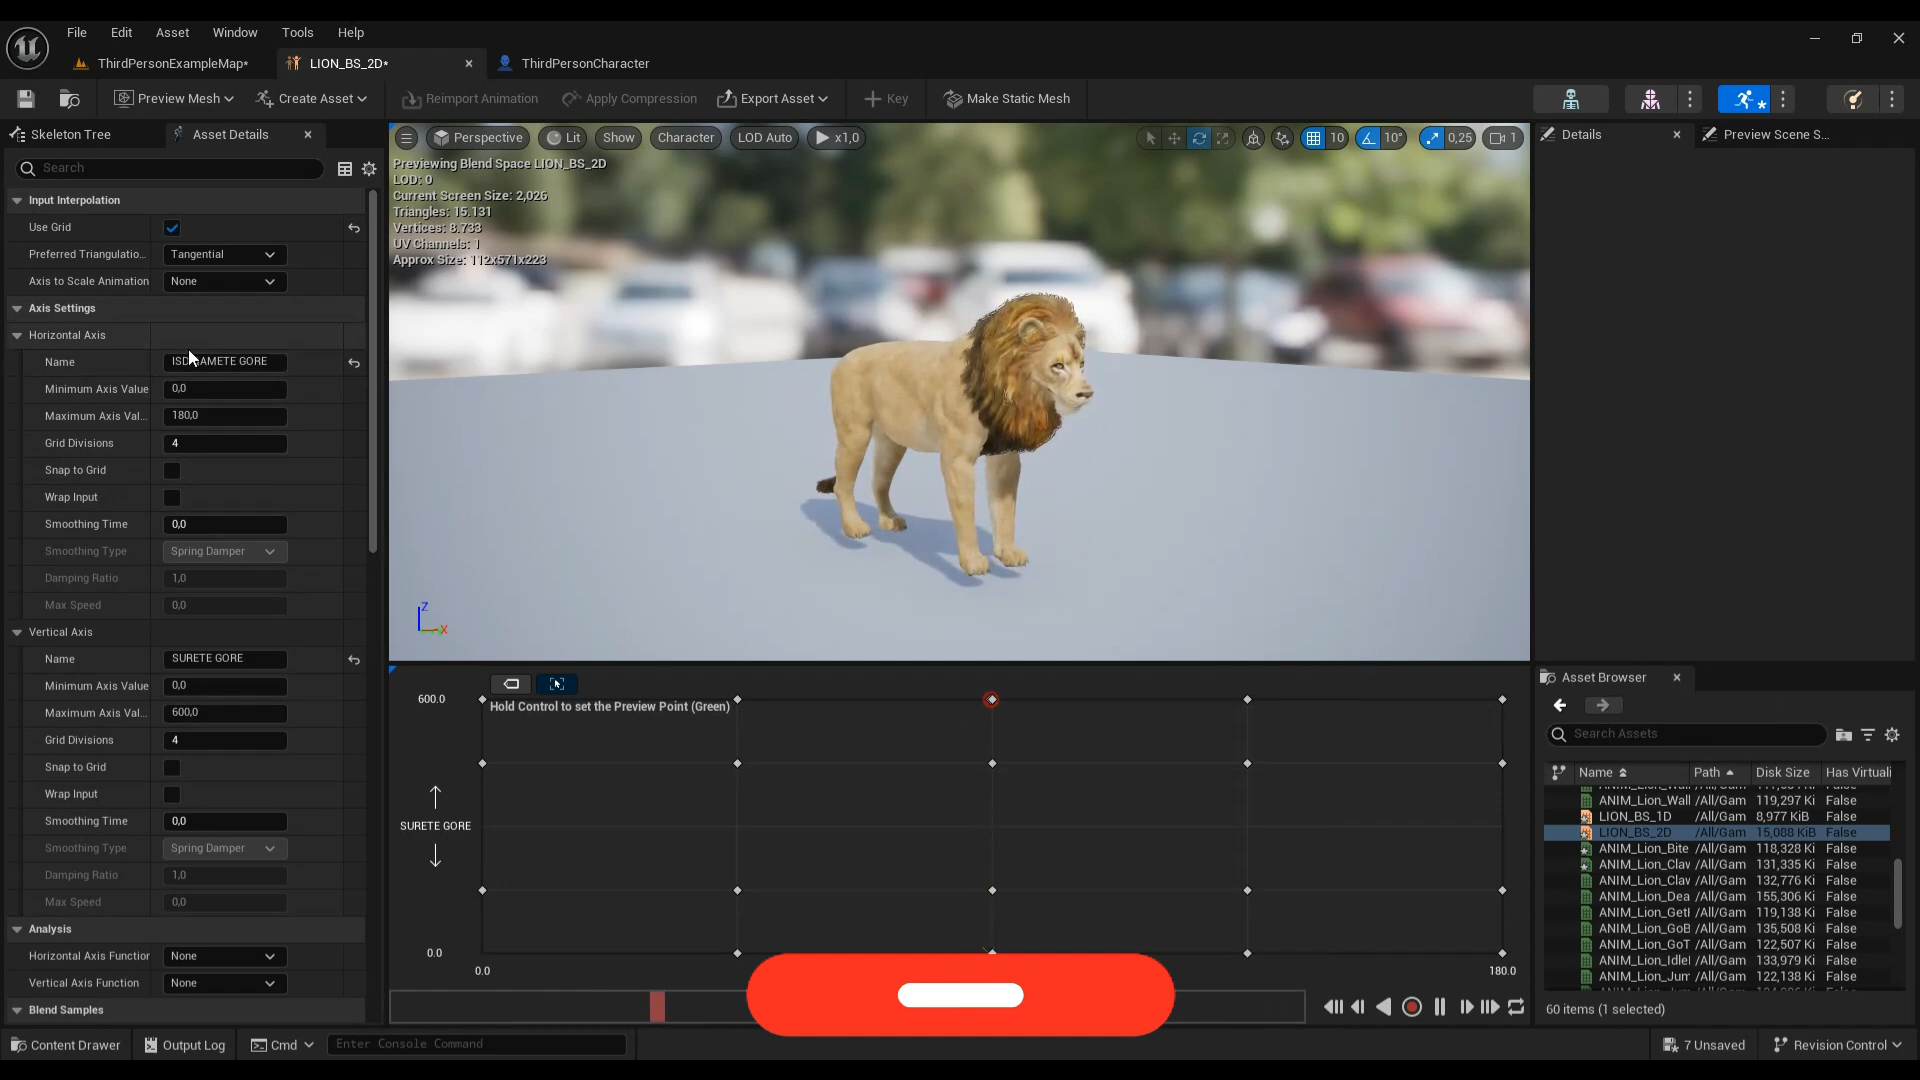 File Edit Asset Window Tools Help
ThirdPersonExampleMap* LION_BS_2D* ThirdPersonCharacter
Preview Mesh Create Asset Reimport Animation Apply Compression Export Asset Key Make Static Mesh
Skeleton Tree Asset Details
Search
Input Interpolation
Use Grid
Preferred Triangulatio... Tangential
Axis to Scale Animation None
Axis Settings
Horizontal Axis
Name
AMETE GORE
Minimum Axis Value 0,0
Maximum Axis Val... 180,0
Grid Divisions 4
Snap to Grid
Wrap Input
Smoothing Time 0,0
Smoothing Type Spring Damper
Damping Ratio 1,0
Max Speed 0,0
Vertical Axis
Name SURETE GORE
Minimum Axis Value 0,0
Maximum Axis Val... 600,0
Grid Divisions 4
Snap to Grid
Wrap Input
Smoothing Time 0,0
Smoothing Type Spring Damper
Damping Ratio 1,0
Max Speed 0,0
Analysis
Horizontal Axis Function None
Vertical Axis Function None
Blend Samples
Perspective Lit Show Character LOD Auto x1,0
10 10° 0,25 1
Previewing Blend Space LION_BS_2D
LOD: 0
Current Screen Size: 2,026
Triangles: 15.131
Vertices: 8.733
UV Channels: 1
Approx Size: 112x571x223
Z
X
600.0
Hold Control to set the Preview Point (Green)
SURETE GORE
0.0
0.0 180.0
Details Preview Scene S...
Asset Browser
Search Assets
Name Path Disk Size Has Virtuali
ANIM_Lion_Wall /All/Gam 119,297 Ki False
LION_BS_1D /All/Gam 8,977 KiB False
LION_BS_2D /All/Gam 15,088 KiB False
ANIM_Lion_Bite /All/Gam 118,328 Ki False
ANIM_Lion_Clav /All/Gam 131,335 Ki False
ANIM_Lion_Clav /All/Gam 132,776 Ki False
ANIM_Lion_Dea /All/Gam 155,306 Ki False
ANIM_Lion_GetI /All/Gam 119,138 Ki False
ANIM_Lion_GoB /All/Gam 135,508 Ki False
ANIM_Lion_GoT /All/Gam 122,507 Ki False
ANIM_Lion_IdleI /All/Gam 133,979 Ki False
ANIM_Lion_Jum /All/Gam 122,138 Ki False
60 items (1 selected)
Content Drawer Output Log Cmd Enter Console Command 7 Unsaved Revision Control